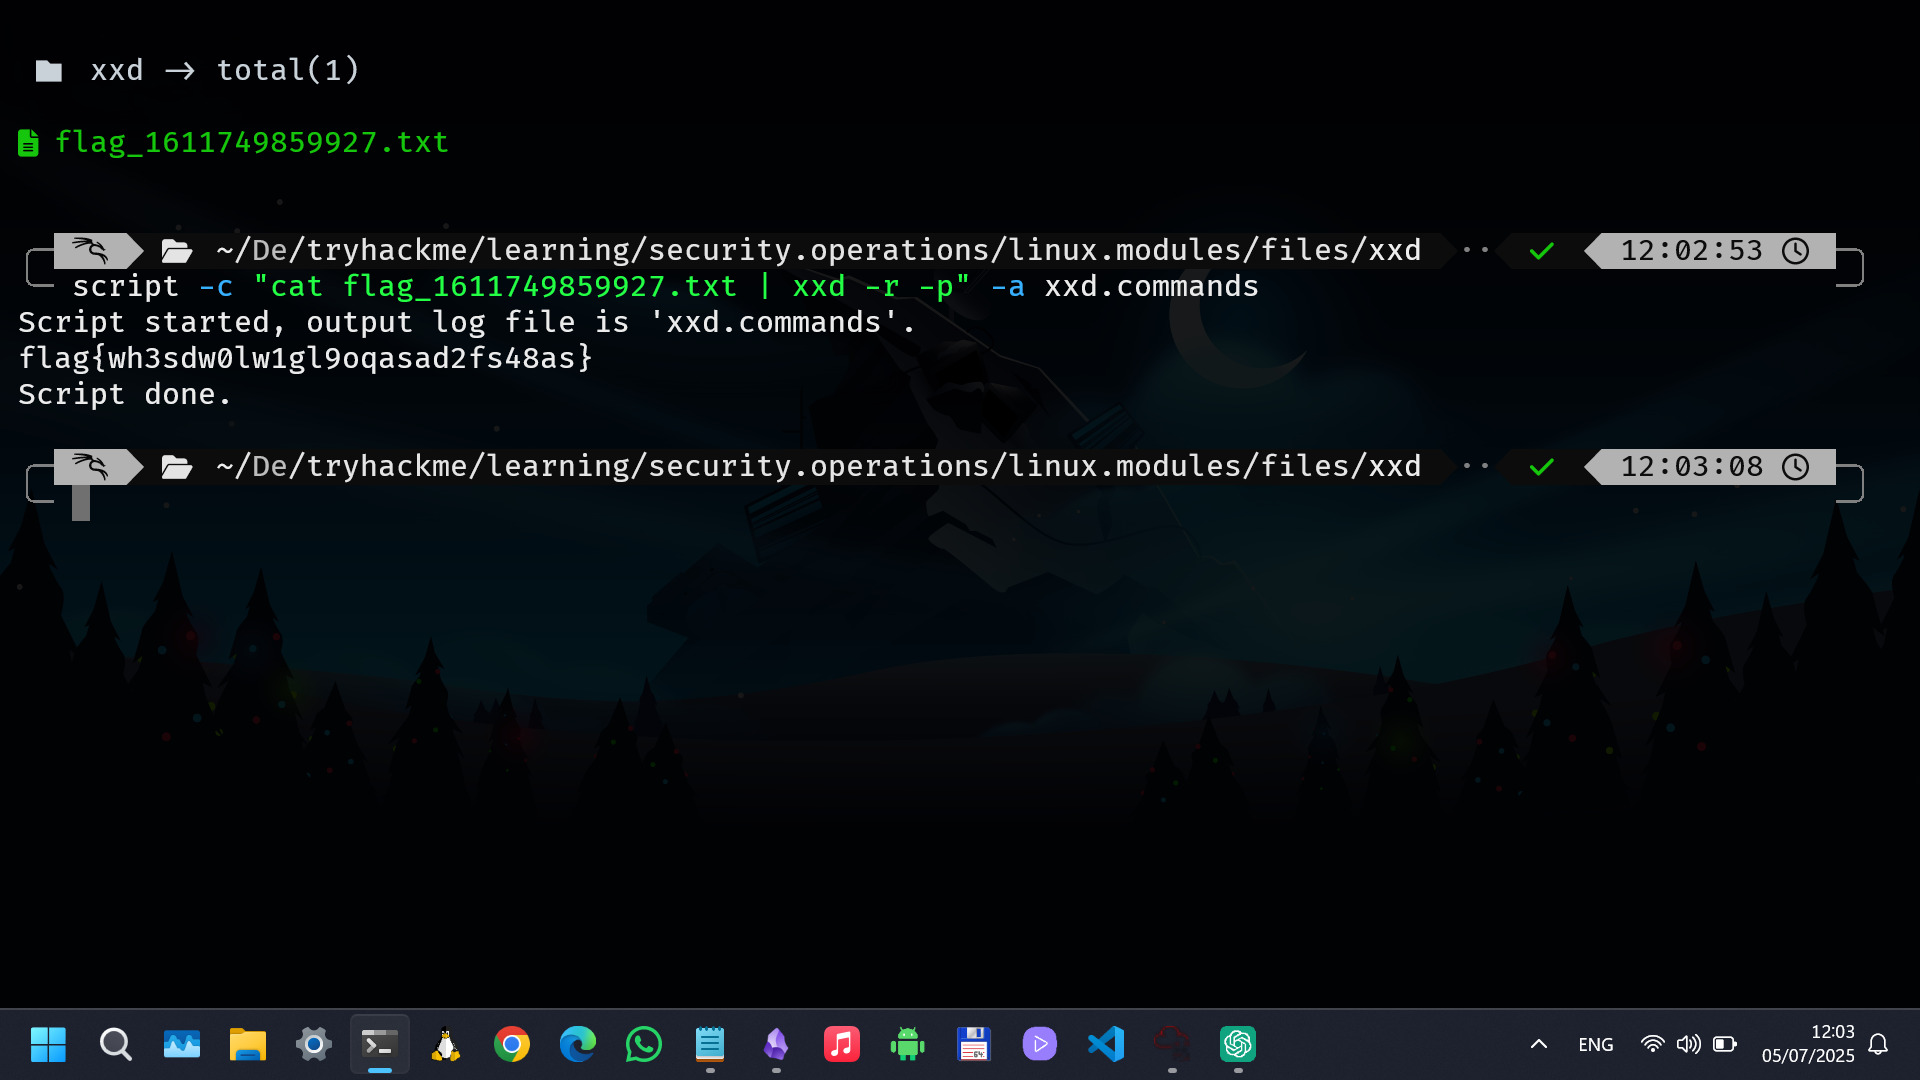 xxd → total(1)
flag_1611749859927.txt
~/De/tryhackme/learning/security.operations/linux.modules/files/xxd ·· ✓ 12:02:53
script -c "cat flag_1611749859927.txt | xxd -r -p" -a xxd.commands
Script started, output log file is 'xxd.commands'.
flag{wh3sdw0lw1gl9oqasad2fs48as}
Script done.
~/De/tryhackme/learning/security.operations/linux.modules/files/xxd ·· ✓ 12:03:08
64
ENG
12:03
05/07/2025